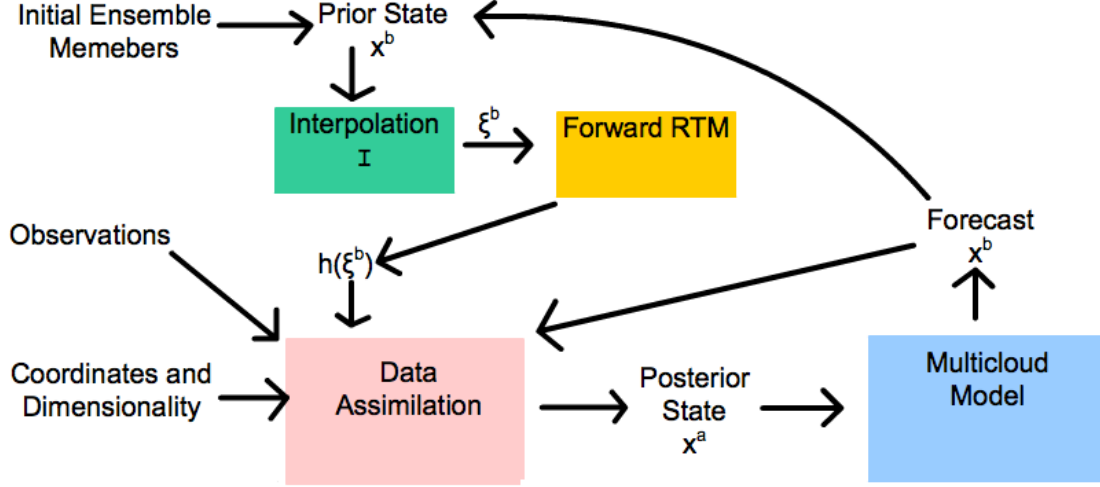 Initial Ensemble
Memebers
Prior State
x^b
Interpolation
I
ξ^b
Forward RTM
Observations
h(ξ^b)
Forecast
x^b
Coordinates and
Dimensionality
Data
Assimilation
Posterior
State
x^a
Multicloud
Model